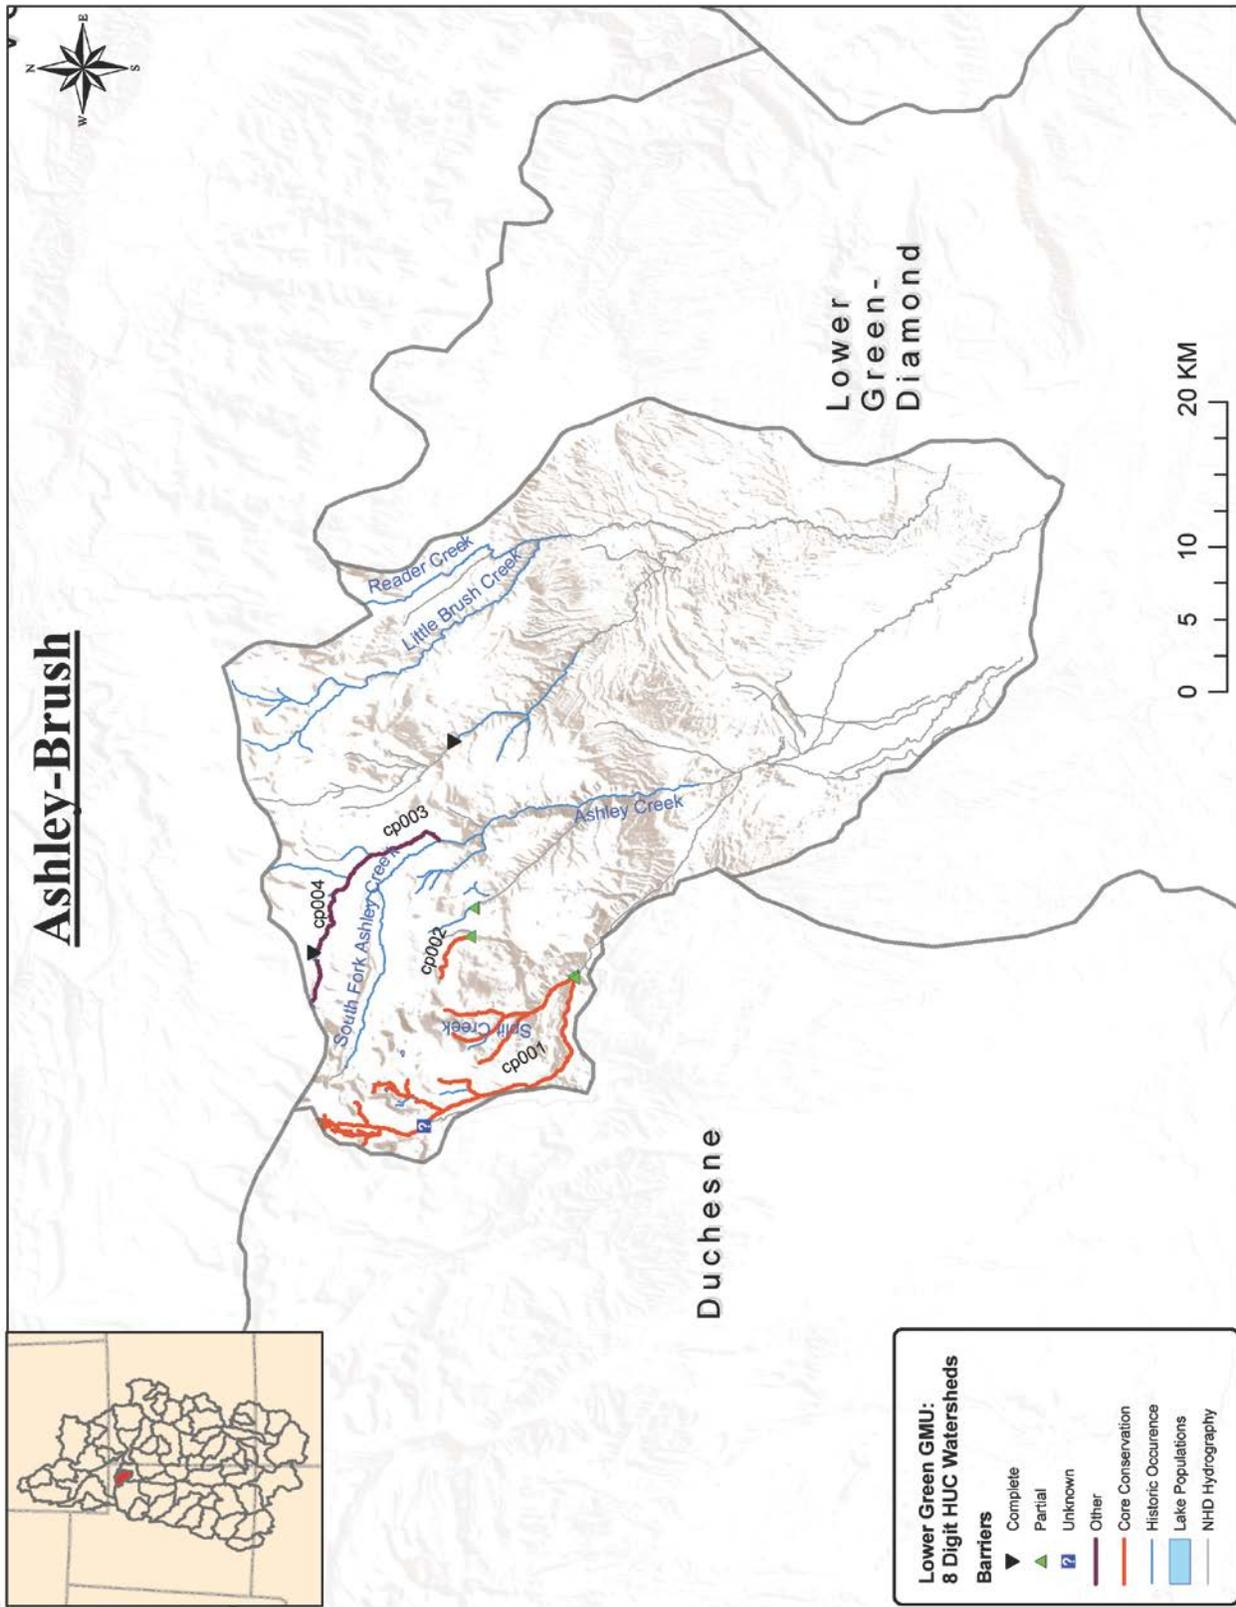 Ashley-Brush
N
E
S
W
Reader Creek
Little Brush Creek
cp003
cp004
South Fork Ashley Creek
Ashley Creek
cp002
Split Creek
cp001
?
Lower
Green-
Diamond
Duchesne
0 5 10 20 KM
Lower Green GMU:
8 Digit HUC Watersheds
Barriers
Complete
Partial
? Unknown
Other
Core Conservation
Historic Occurence
Lake Populations
NHD Hydrography